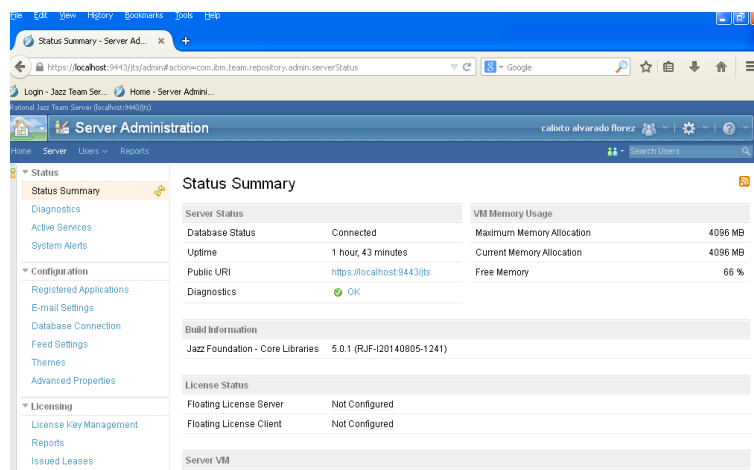 File Edit View History Bookmarks Tools Help
Status Summary - Server Ad... × +
https://localhost:9443/jts/admin#action=com.ibm.team.repository.admin.serverStatus Google
Login - Jazz Team Ser... Home - Server Admini...
Rational Jazz Team Server (localhost:9443/jts)
Server Administration calixto alvarado florez
Home Server Users Reports Search Users
Status
Status Summary
Diagnostics
Active Services
System Alerts
Configuration
Registered Applications
E-mail Settings
Database Connection
Feed Settings
Themes
Advanced Properties
Licensing
License Key Management
Reports
Issued Leases
Status Summary
Server Status
Database Status Connected
Uptime 1 hour, 43 minutes
Public URI https://localhost:9443/jts
Diagnostics OK
VM Memory Usage
Maximum Memory Allocation 4096 MB
Current Memory Allocation 4096 MB
Free Memory 66 %
Build Information
Jazz Foundation - Core Libraries 5.0.1 (RJF-I20140805-1241)
License Status
Floating License Server Not Configured
Floating License Client Not Configured
Server VM